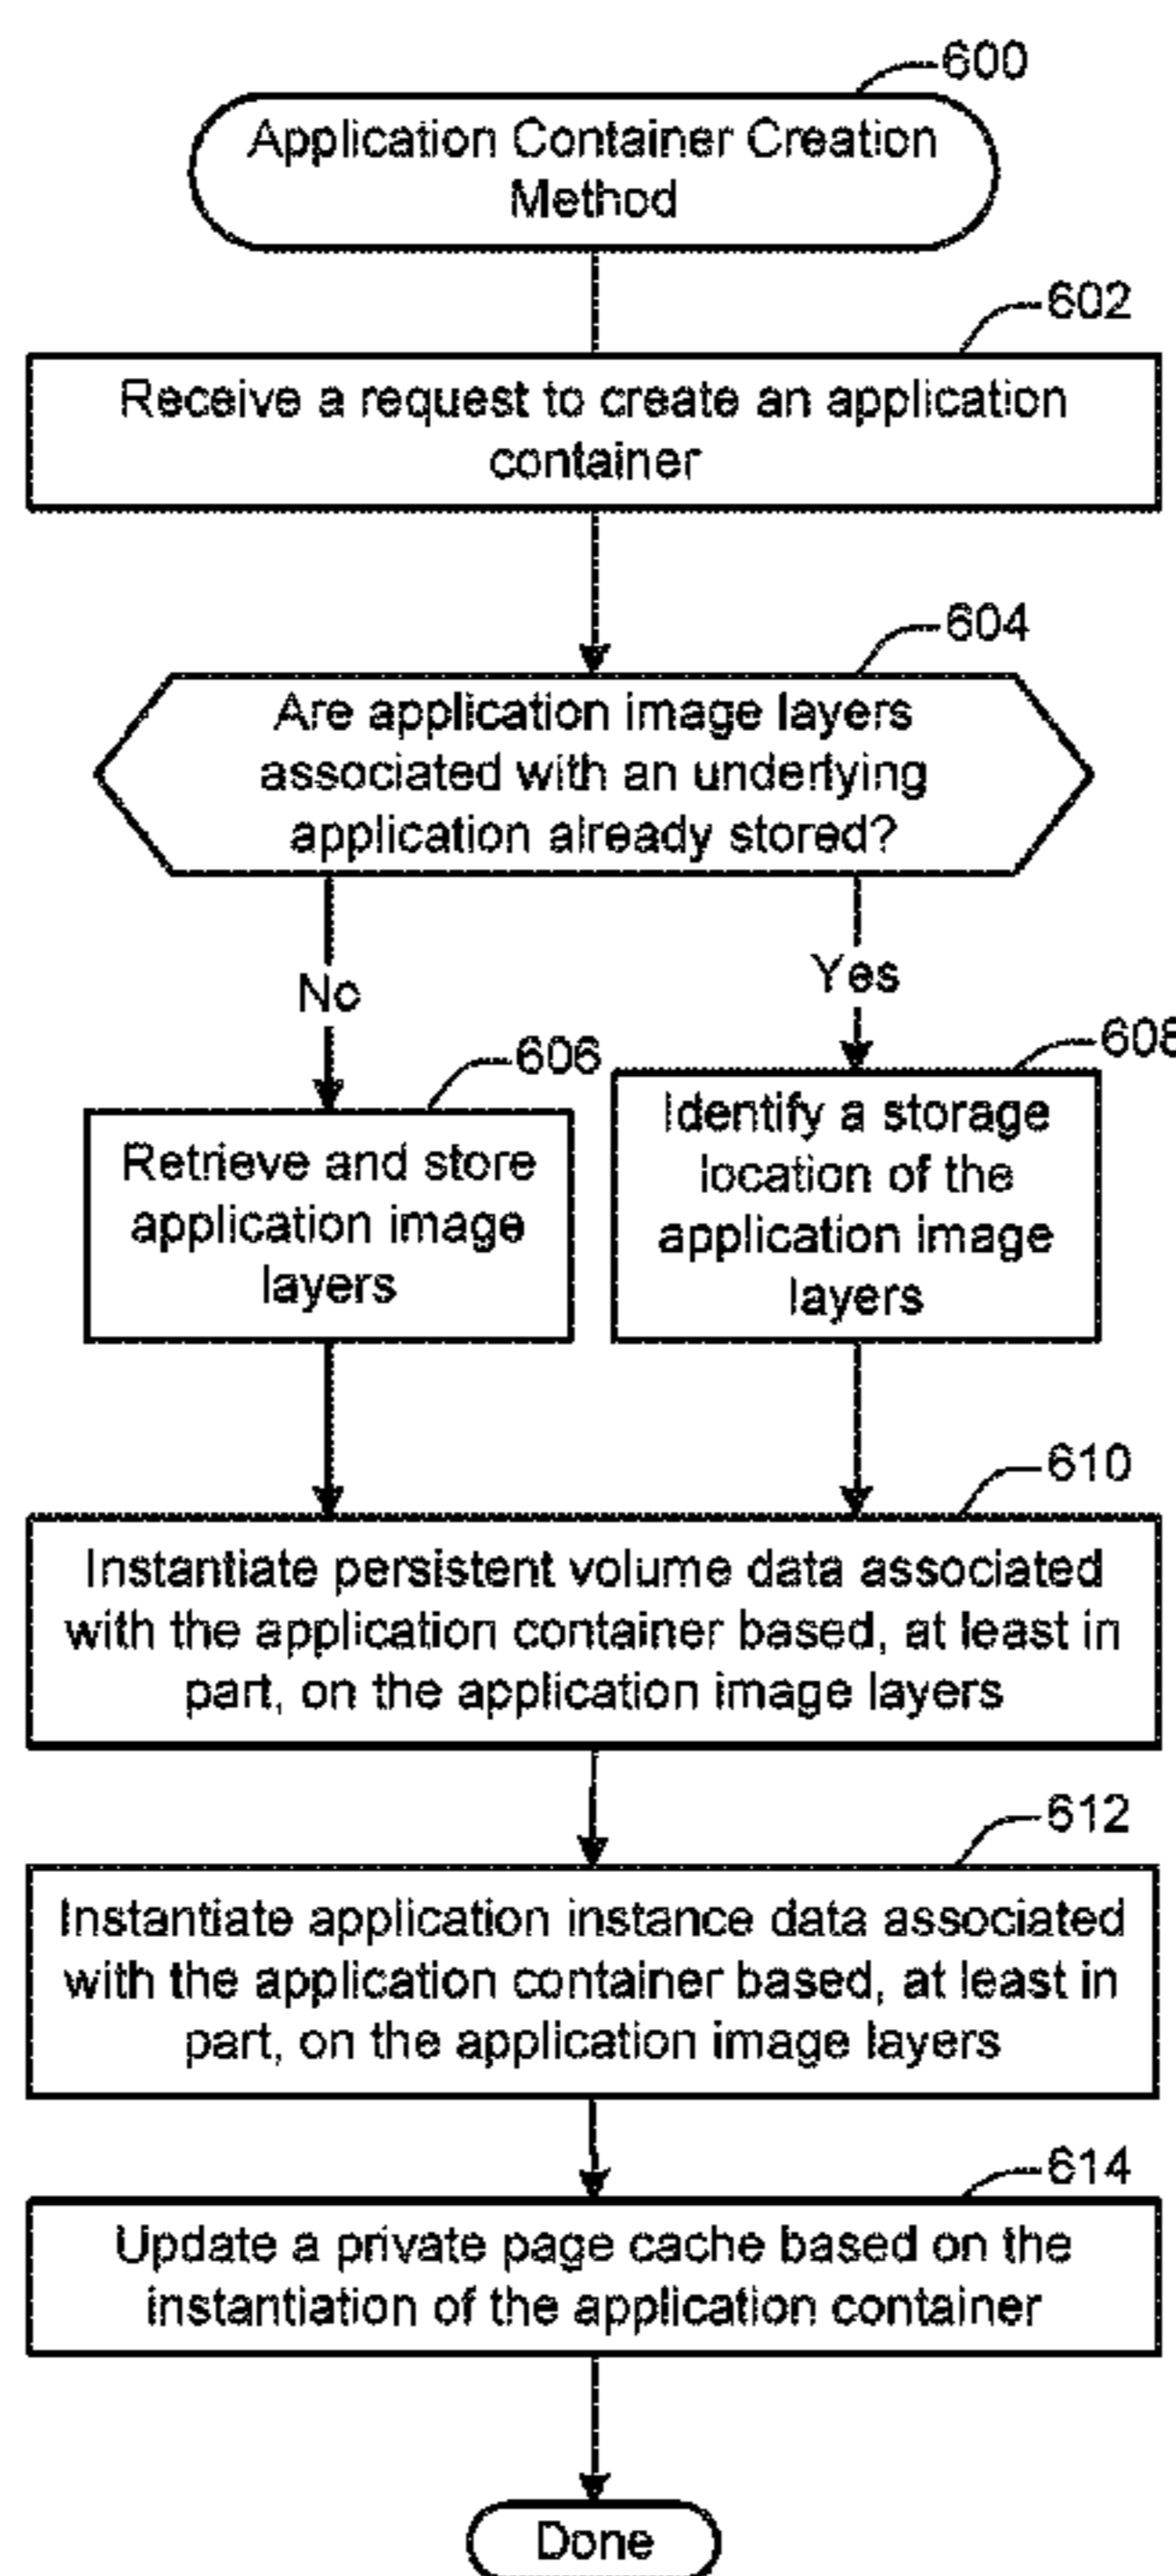 600
Application Container Creation
Method
602
Receive a request to create an application
container
604
Are application image layers
associated with an underlying
application already stored?
No
Yes
606
608
Retrieve and store
application image
layers
Identify a storage
location of the
application image
layers
610
Instantiate persistent volume data associated
with the application container based, at least in
part, on the application image layers
612
Instantiate application instance data associated
with the application container based, at least in
part, on the application image layers
614
Update a private page cache based on the
instantiation of the application container
Done